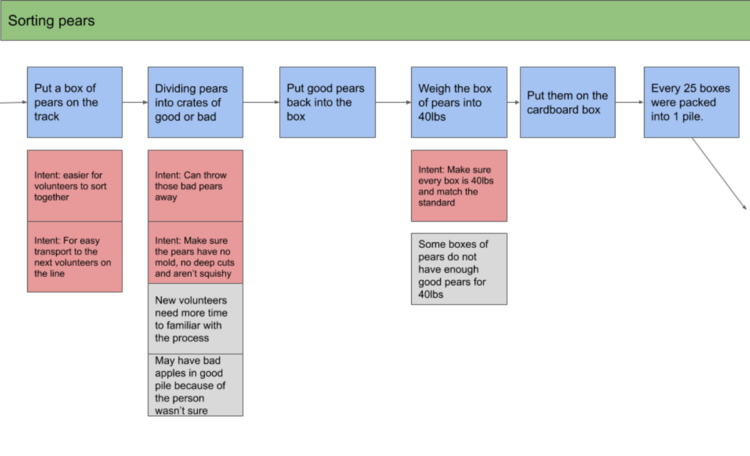 Sorting pears
Put a box of
pears on the
track
Dividing pears
into crates of
good or bad
Put good pears
back into the
box
Weigh the box
of pears into
40lbs
Put them on the
cardboard box
Every 25 boxes
were packed
into 1 pile.
Intent: easier for
volunteers to sort
together
Intent: For easy
transport to the
next volunteers on
the line
Intent: Can throw
those bad pears
away
Intent: Make sure
the pears have no
mold, no deep cuts
and aren't squishy
New volunteers
need more time
to familiar with
the process
May have bad
apples in good
pile because of
the person
wasn't sure
Intent: Make sure
every box is 40lbs
and match the
standard
Some boxes of
pears do not
have enough
good pears for
40lbs